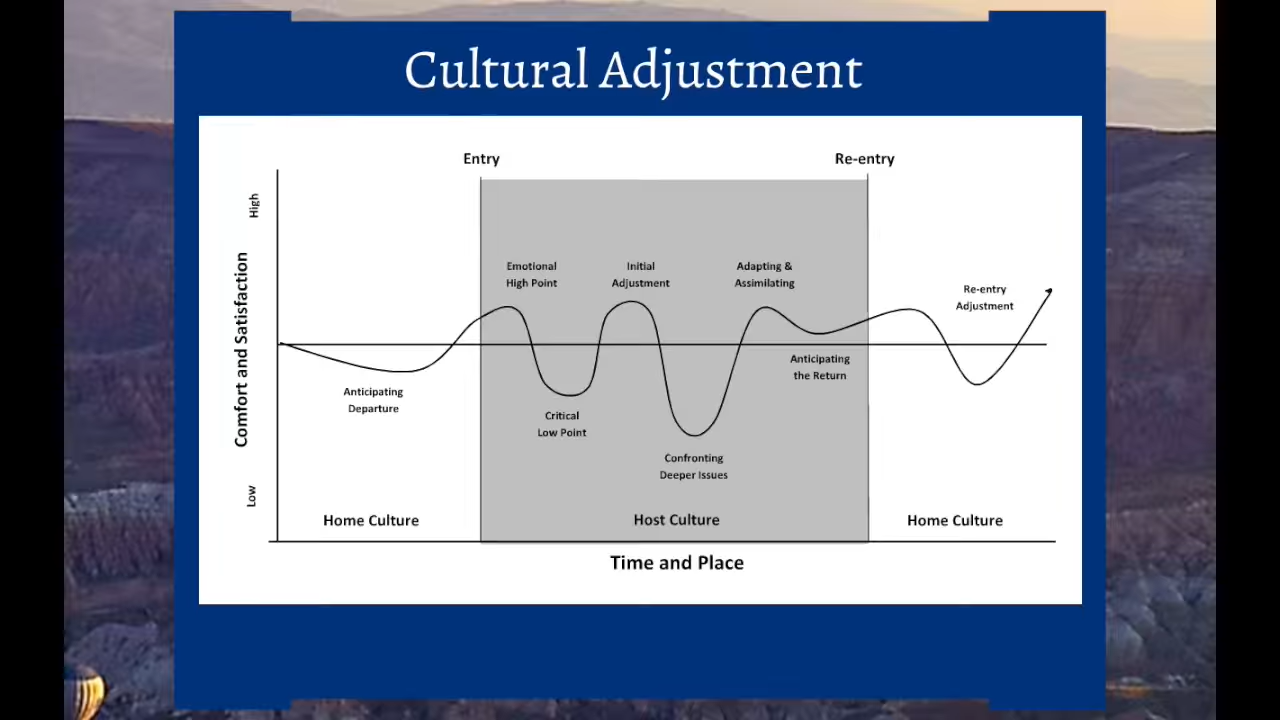 Cultural Adjustment
Entry
Re-entry
High
Comfort and Satisfaction
Low
Emotional
High Point
Initial
Adjustment
Adapting &
Assimilating
Re-entry
Adjustment
Anticipating
Departure
Critical
Low Point
Anticipating
the Return
Confronting
Deeper Issues
Home Culture
Host Culture
Home Culture
Time and Place